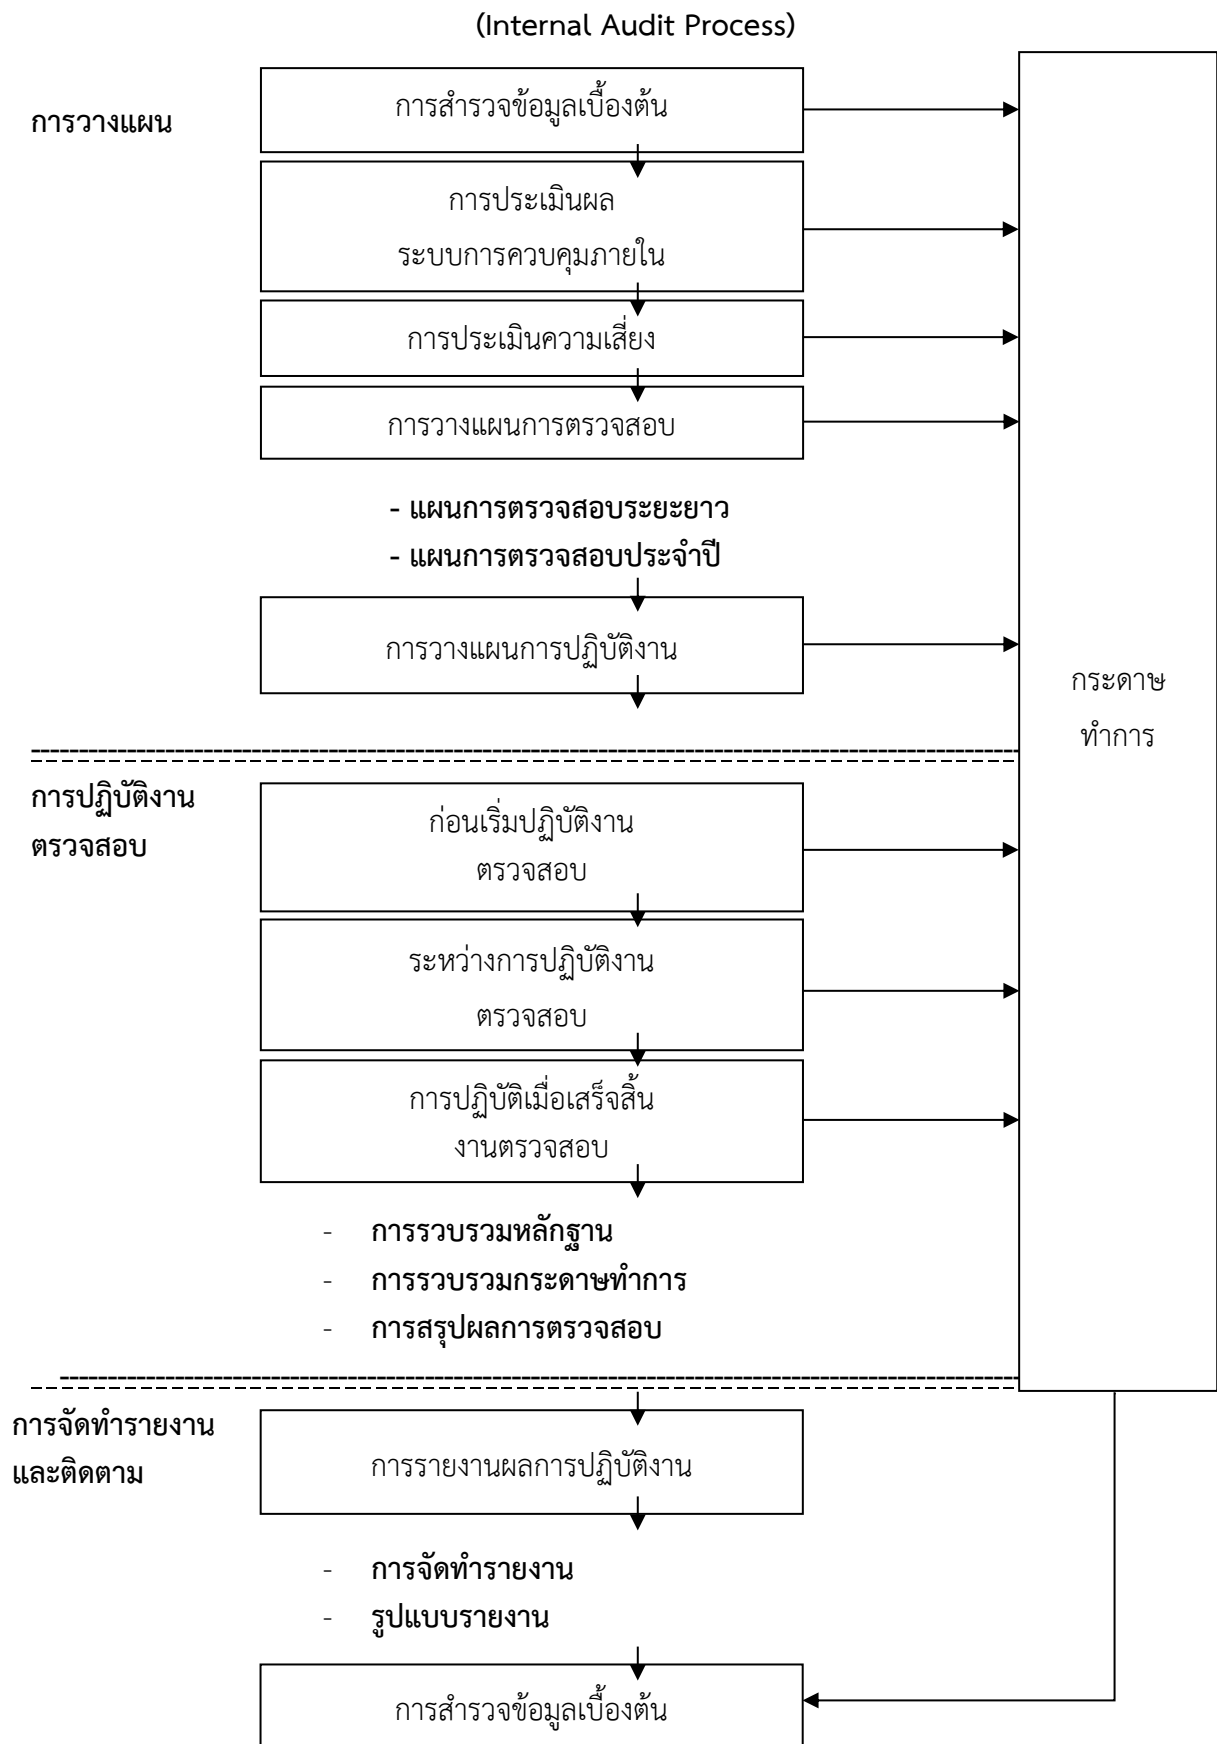 (Internal Audit Process)
การวางแผน
การสำรวจข้อมูลเบื้องต้น
การประเมินผล
ระบบการควบคุมภายใน
การประเมินความเสี่ยง
การวางแผนการตรวจสอบ
- แผนการตรวจสอบระยะยาว
- แผนการตรวจสอบประจำปี
การวางแผนการปฏิบัติงาน
กระดาษ
ทำการ
การปฏิบัติงาน
ตรวจสอบ
ก่อนเริ่มปฏิบัติงาน
ตรวจสอบ
ระหว่างการปฏิบัติงาน
ตรวจสอบ
การปฏิบัติเมื่อเสร็จสิ้น
งานตรวจสอบ
- การรวบรวมหลักฐาน
- การรวบรวมกระดาษทำการ
- การสรุปผลการตรวจสอบ
การจัดทำรายงาน
และติดตาม
การรายงานผลการปฏิบัติงาน
- การจัดทำรายงาน
- รูปแบบรายงาน
การสำรวจข้อมูลเบื้องต้น